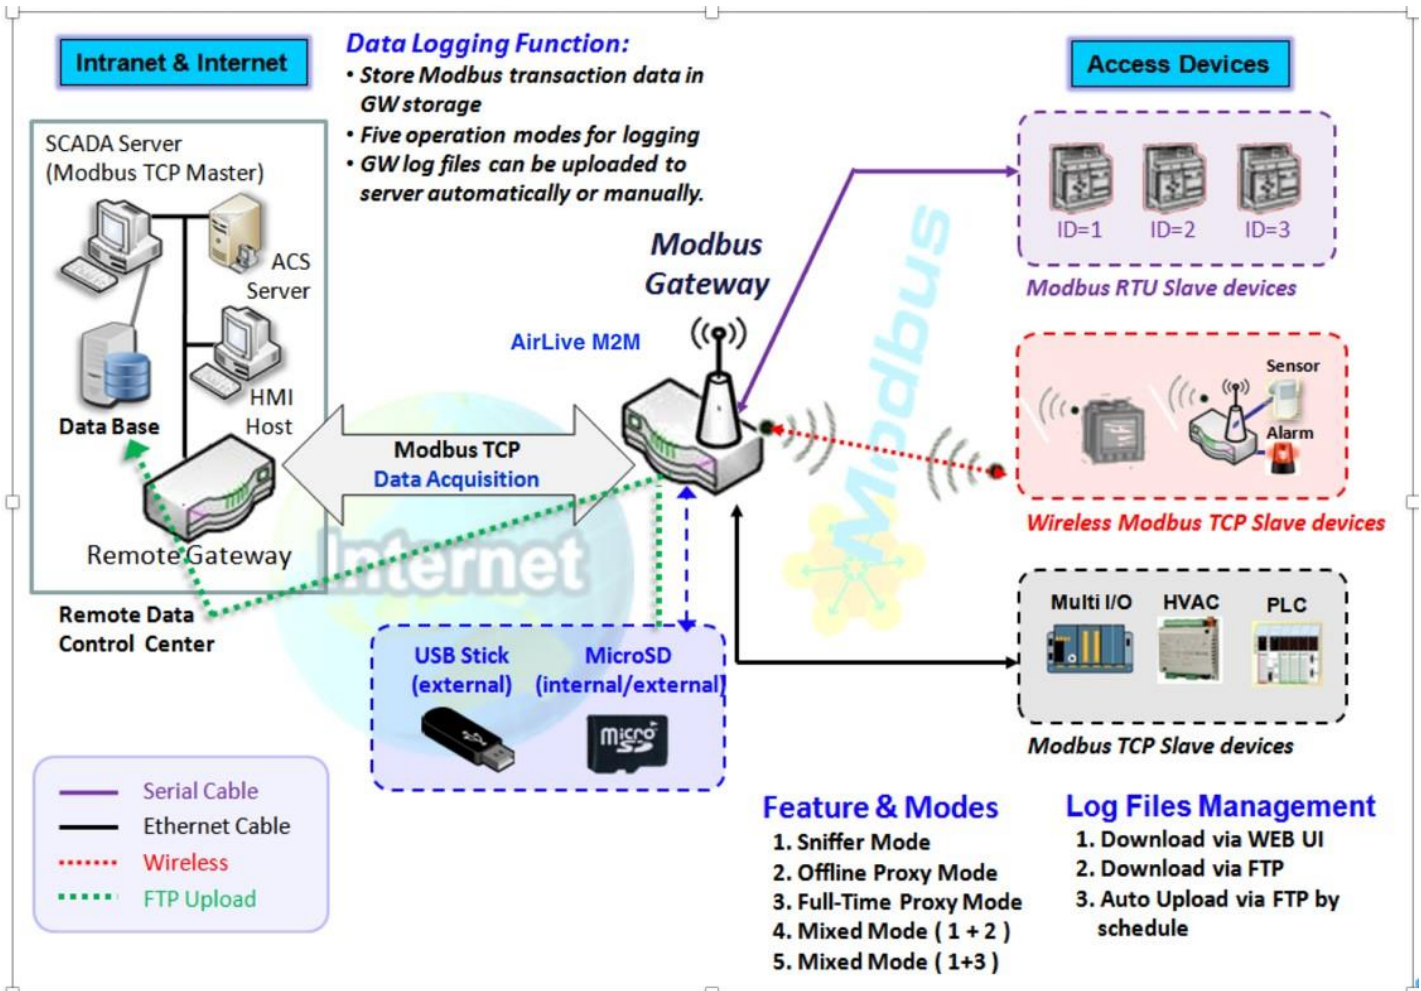 Intranet & Internet
Data Logging Function:
• Store Modbus transaction data in
GW storage
• Five operation modes for logging
• GW log files can be uploaded to
server automatically or manually.
Access Devices
SCADA Server
(Modbus TCP Master)
ACS
Server
HMI
Host
Data Base
Remote Gateway
Remote Data
Control Center
Modbus
Gateway
AirLive M2M
Modbus TCP
Data Acquisition
Internet
Modbus
ID=1
ID=2
ID=3
Modbus RTU Slave devices
Sensor
Alarm
Wireless Modbus TCP Slave devices
Multi I/O
HVAC
PLC
Modbus TCP Slave devices
USB Stick
(external)
MicroSD
(internal/external)
Micro
SD
Serial Cable
Ethernet Cable
Wireless
FTP Upload
Feature & Modes
1. Sniffer Mode
2. Offline Proxy Mode
3. Full-Time Proxy Mode
4. Mixed Mode ( 1 + 2 )
5. Mixed Mode ( 1+3 )
Log Files Management
1. Download via WEB UI
2. Download via FTP
3. Auto Upload via FTP by
schedule